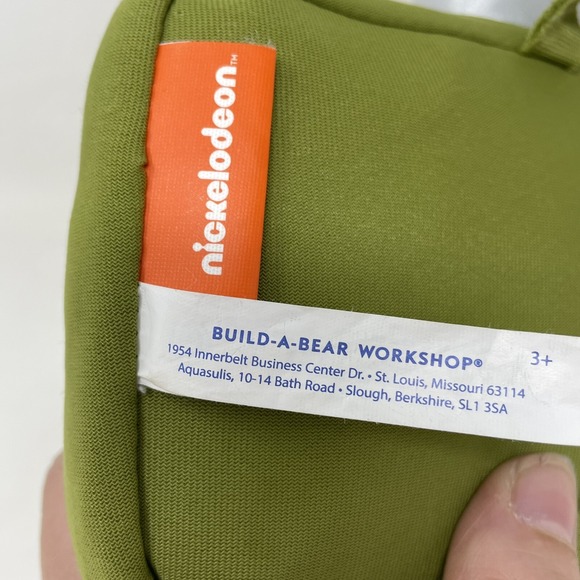 nickelodeon™
BUILD-A-BEAR WORKSHOP® 3+
1954 Innerbelt Business Center Dr. • St. Louis, Missouri 63114
Aquasulis, 10-14 Bath Road • Slough, Berkshire, SL1 3SA